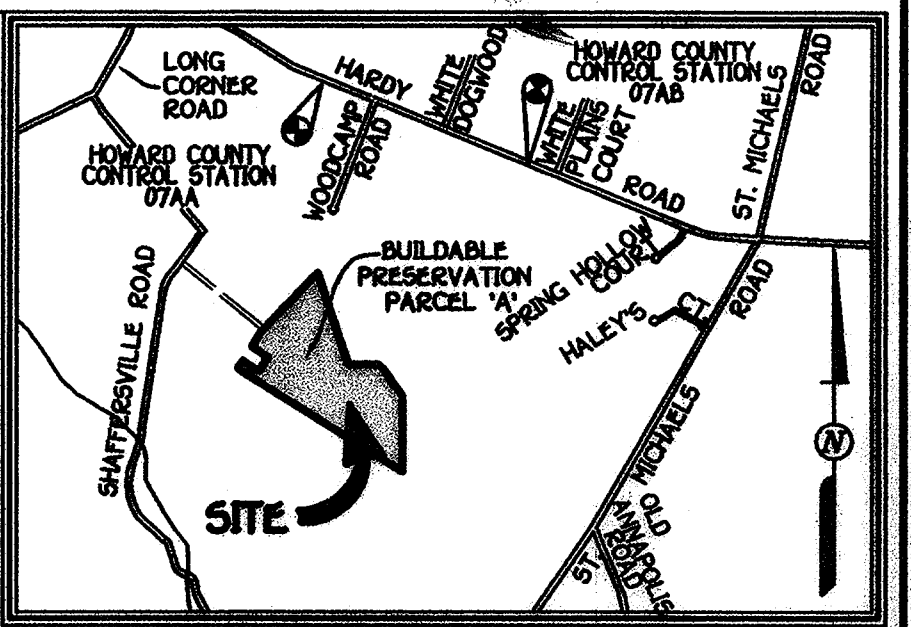 LONG
CORNER
ROAD
HARDY
WHITE
DOGWOOD
HOWARD COUNTY
CONTROL STATION
07AB
ST. MICHAELS
ROAD
HOWARD COUNTY
CONTROL STATION
07AA
WOODCAMP
ROAD
WHITE
PLAINS
COURT
ROAD
SHAFFERSVILLE ROAD
BUILDABLE
PRESERVATION
PARCEL 'A'
SPRING HOLLOW
COURT
HALEY'S
CT
ROAD
N
SITE
ST. MICHAELS
OLD
ANNAPOLIS
ROAD